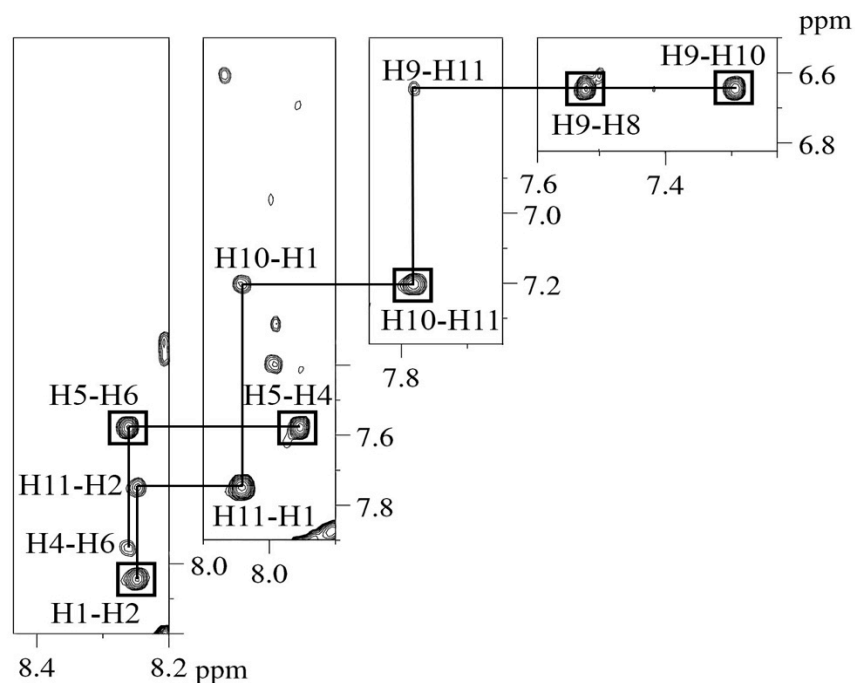 ppm
H9-H11
H9-H10
6.6
H9-H8
6.8
7.6
7.4
7.0
H10-H1
7.2
H10-H11
7.8
H5-H6
H5-H4
7.6
H11-H2
H11-H1
7.8
H4-H6
8.0
8.0
H1-H2
8.4
8.2 ppm